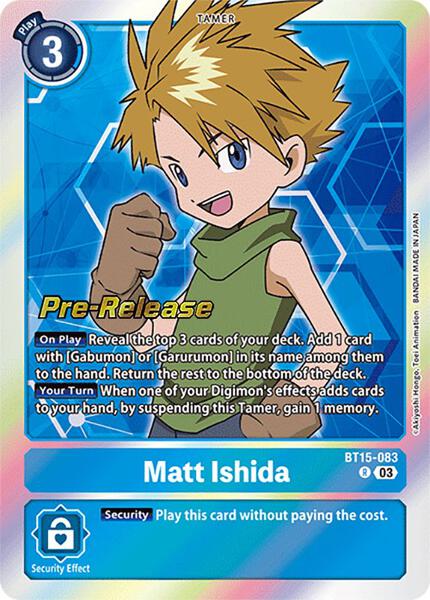 TAMER
Play
3
Pre-Release
On Play Reveal the top 3 cards of your deck. Add 1 card
with [Gabumon] or [Garurumon] in its name among them
to the hand. Return the rest to the bottom of the deck.
Your Turn When one of your Digimon's effects adds cards
to your hand, by suspending this Tamer, gain 1 memory.
©Akiyoshi Hongo, Toei Animation BANDAI MADE IN JAPAN
BT15-083
Matt Ishida
R 03
Security Play this card without paying the cost.
Security Effect